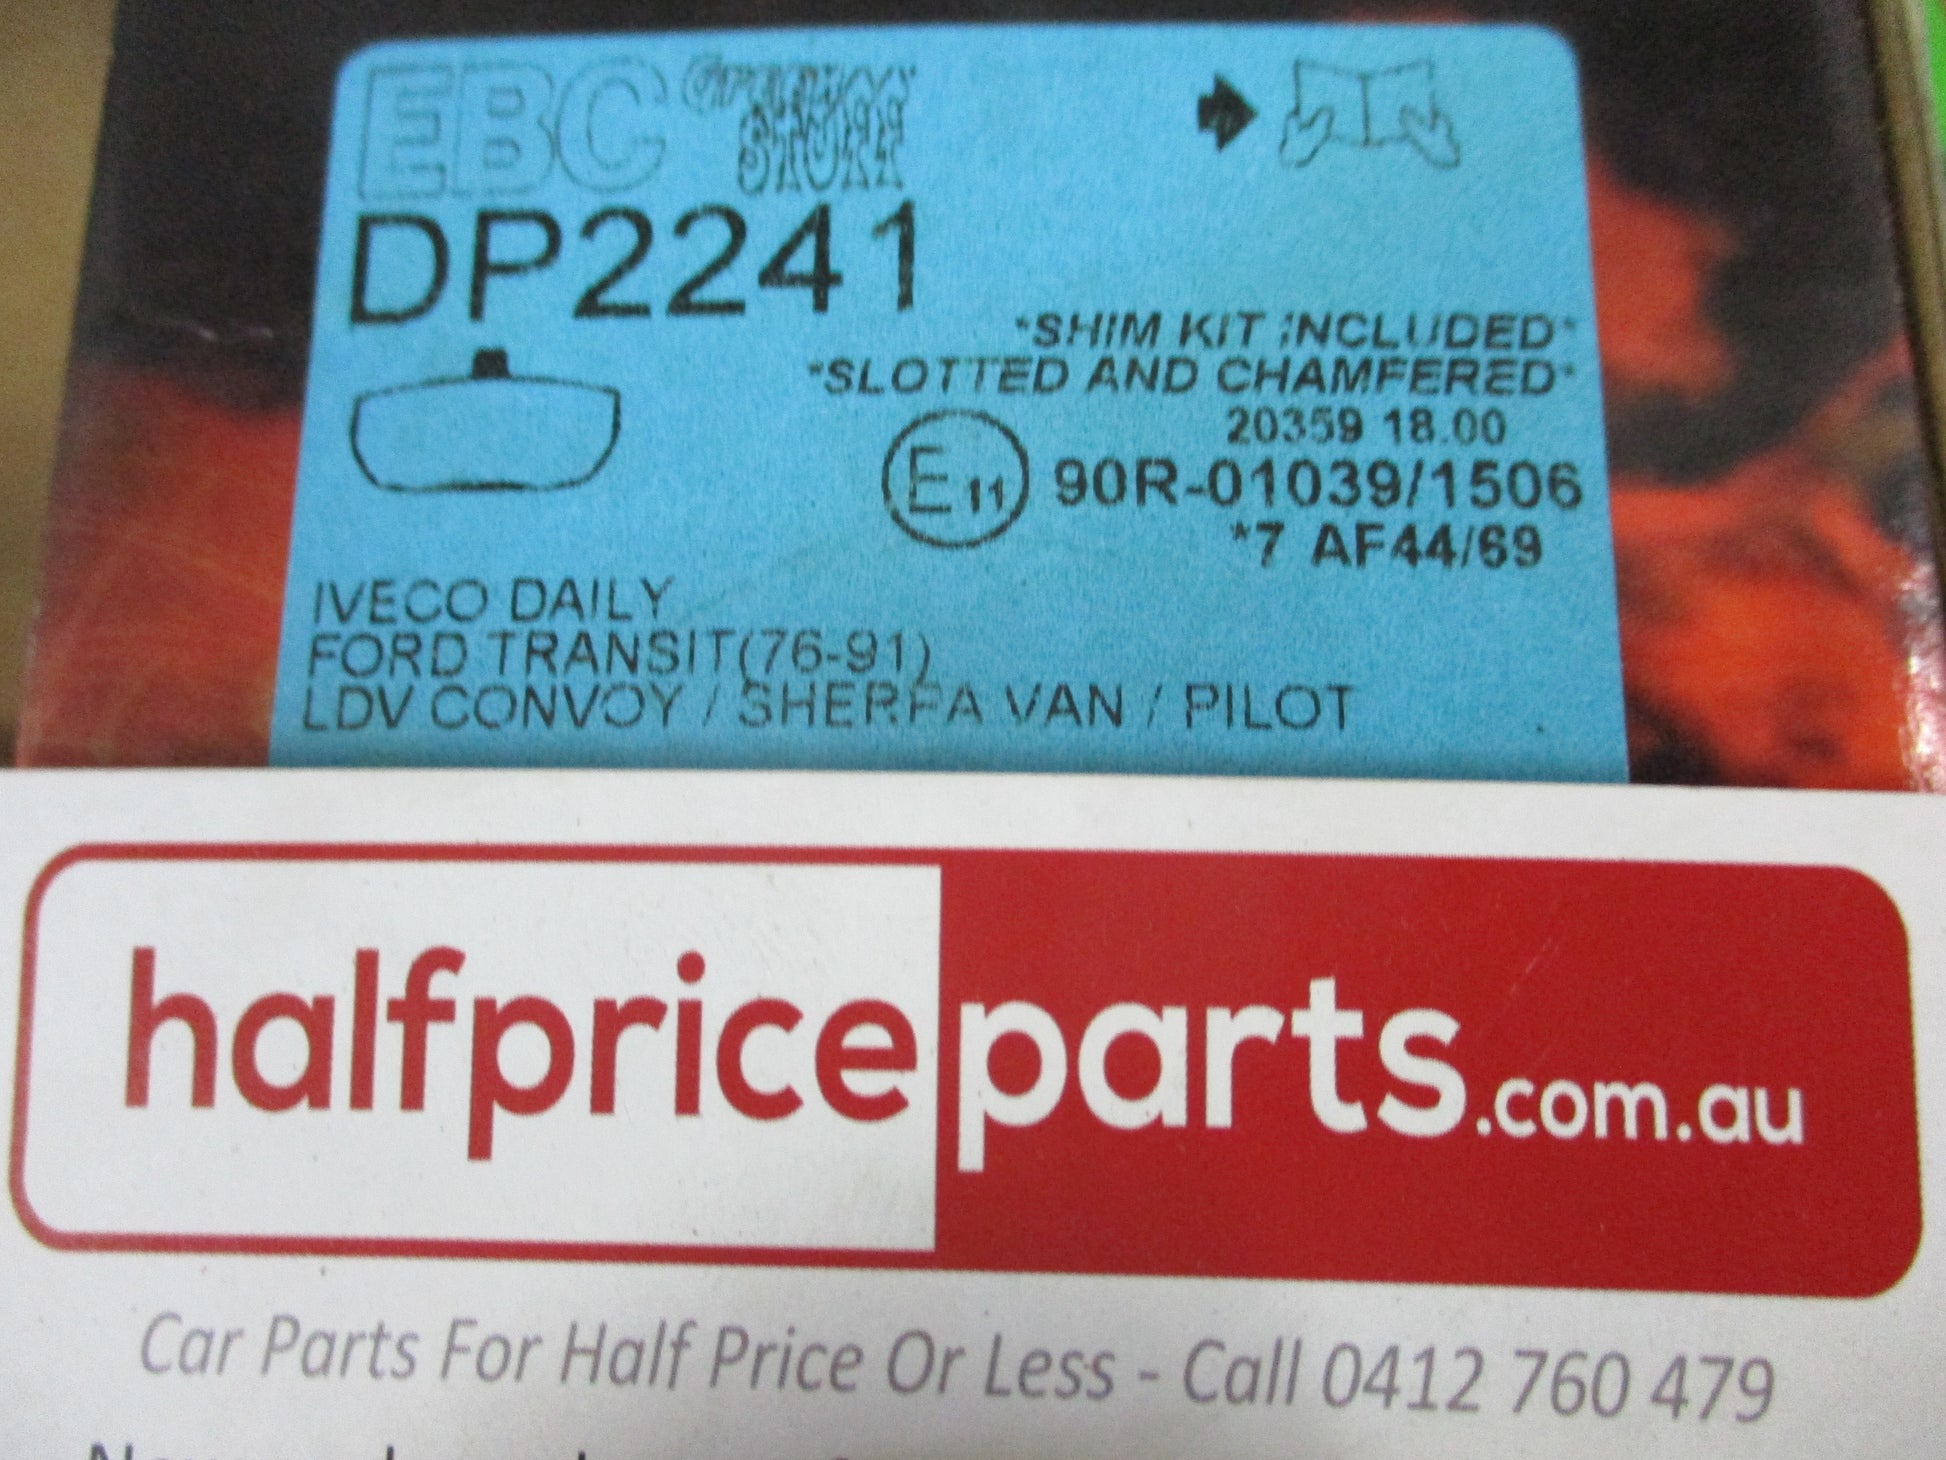 EBC Greenstuff
DP2241
*SHIM KIT INCLUDED*
*SLOTTED AND CHAMFERED*
20359 18.00
E11 90R-01039/1506
*7 AF44/69
IVECO DAILY
FORD TRANSIT(76-91)
LDV CONVOY / SHERPA VAN / PILOT
halfpriceparts.com.au
Car Parts For Half Price Or Less - Call 0412 760 479